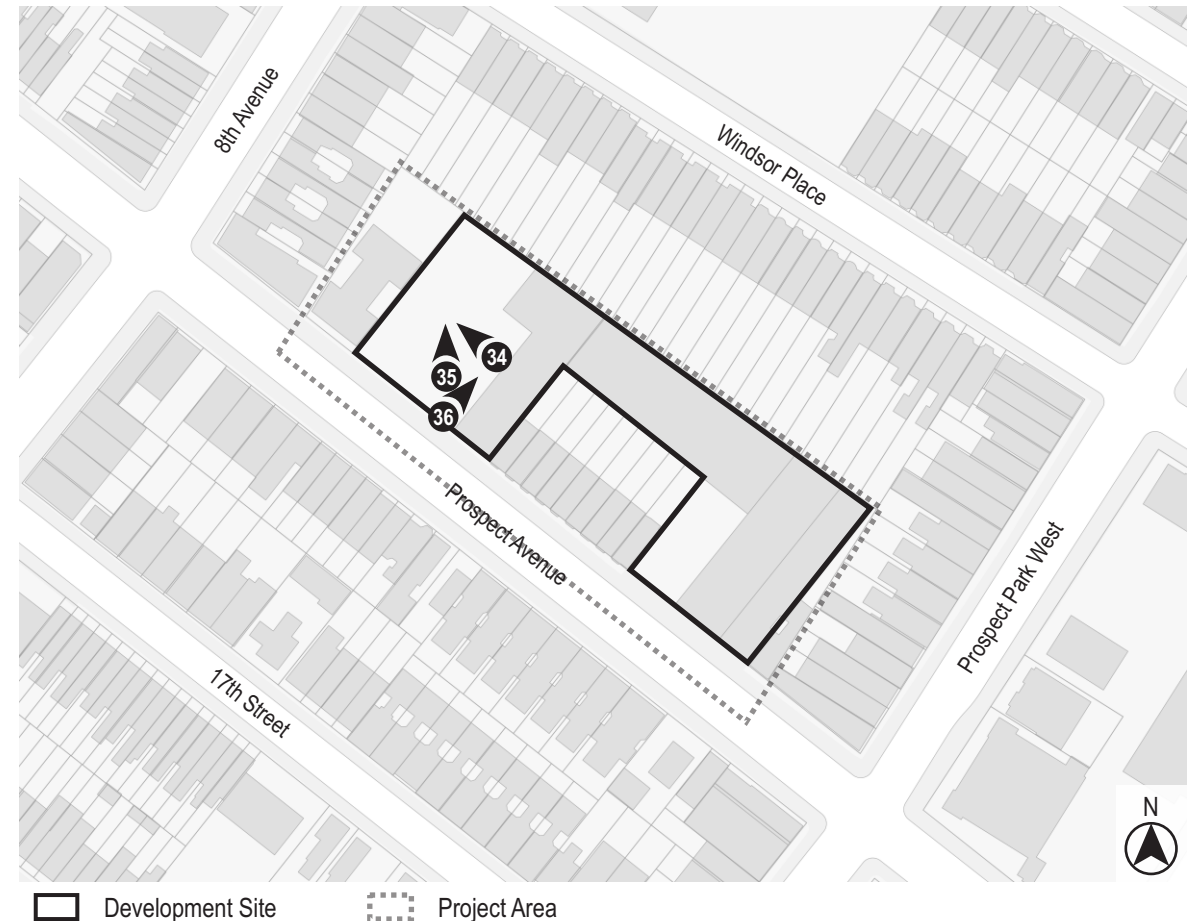 8th Avenue
Windsor Place
34
35
36
Prospect Avenue
Prospect Park West
17th Street
N
Development Site
Project Area